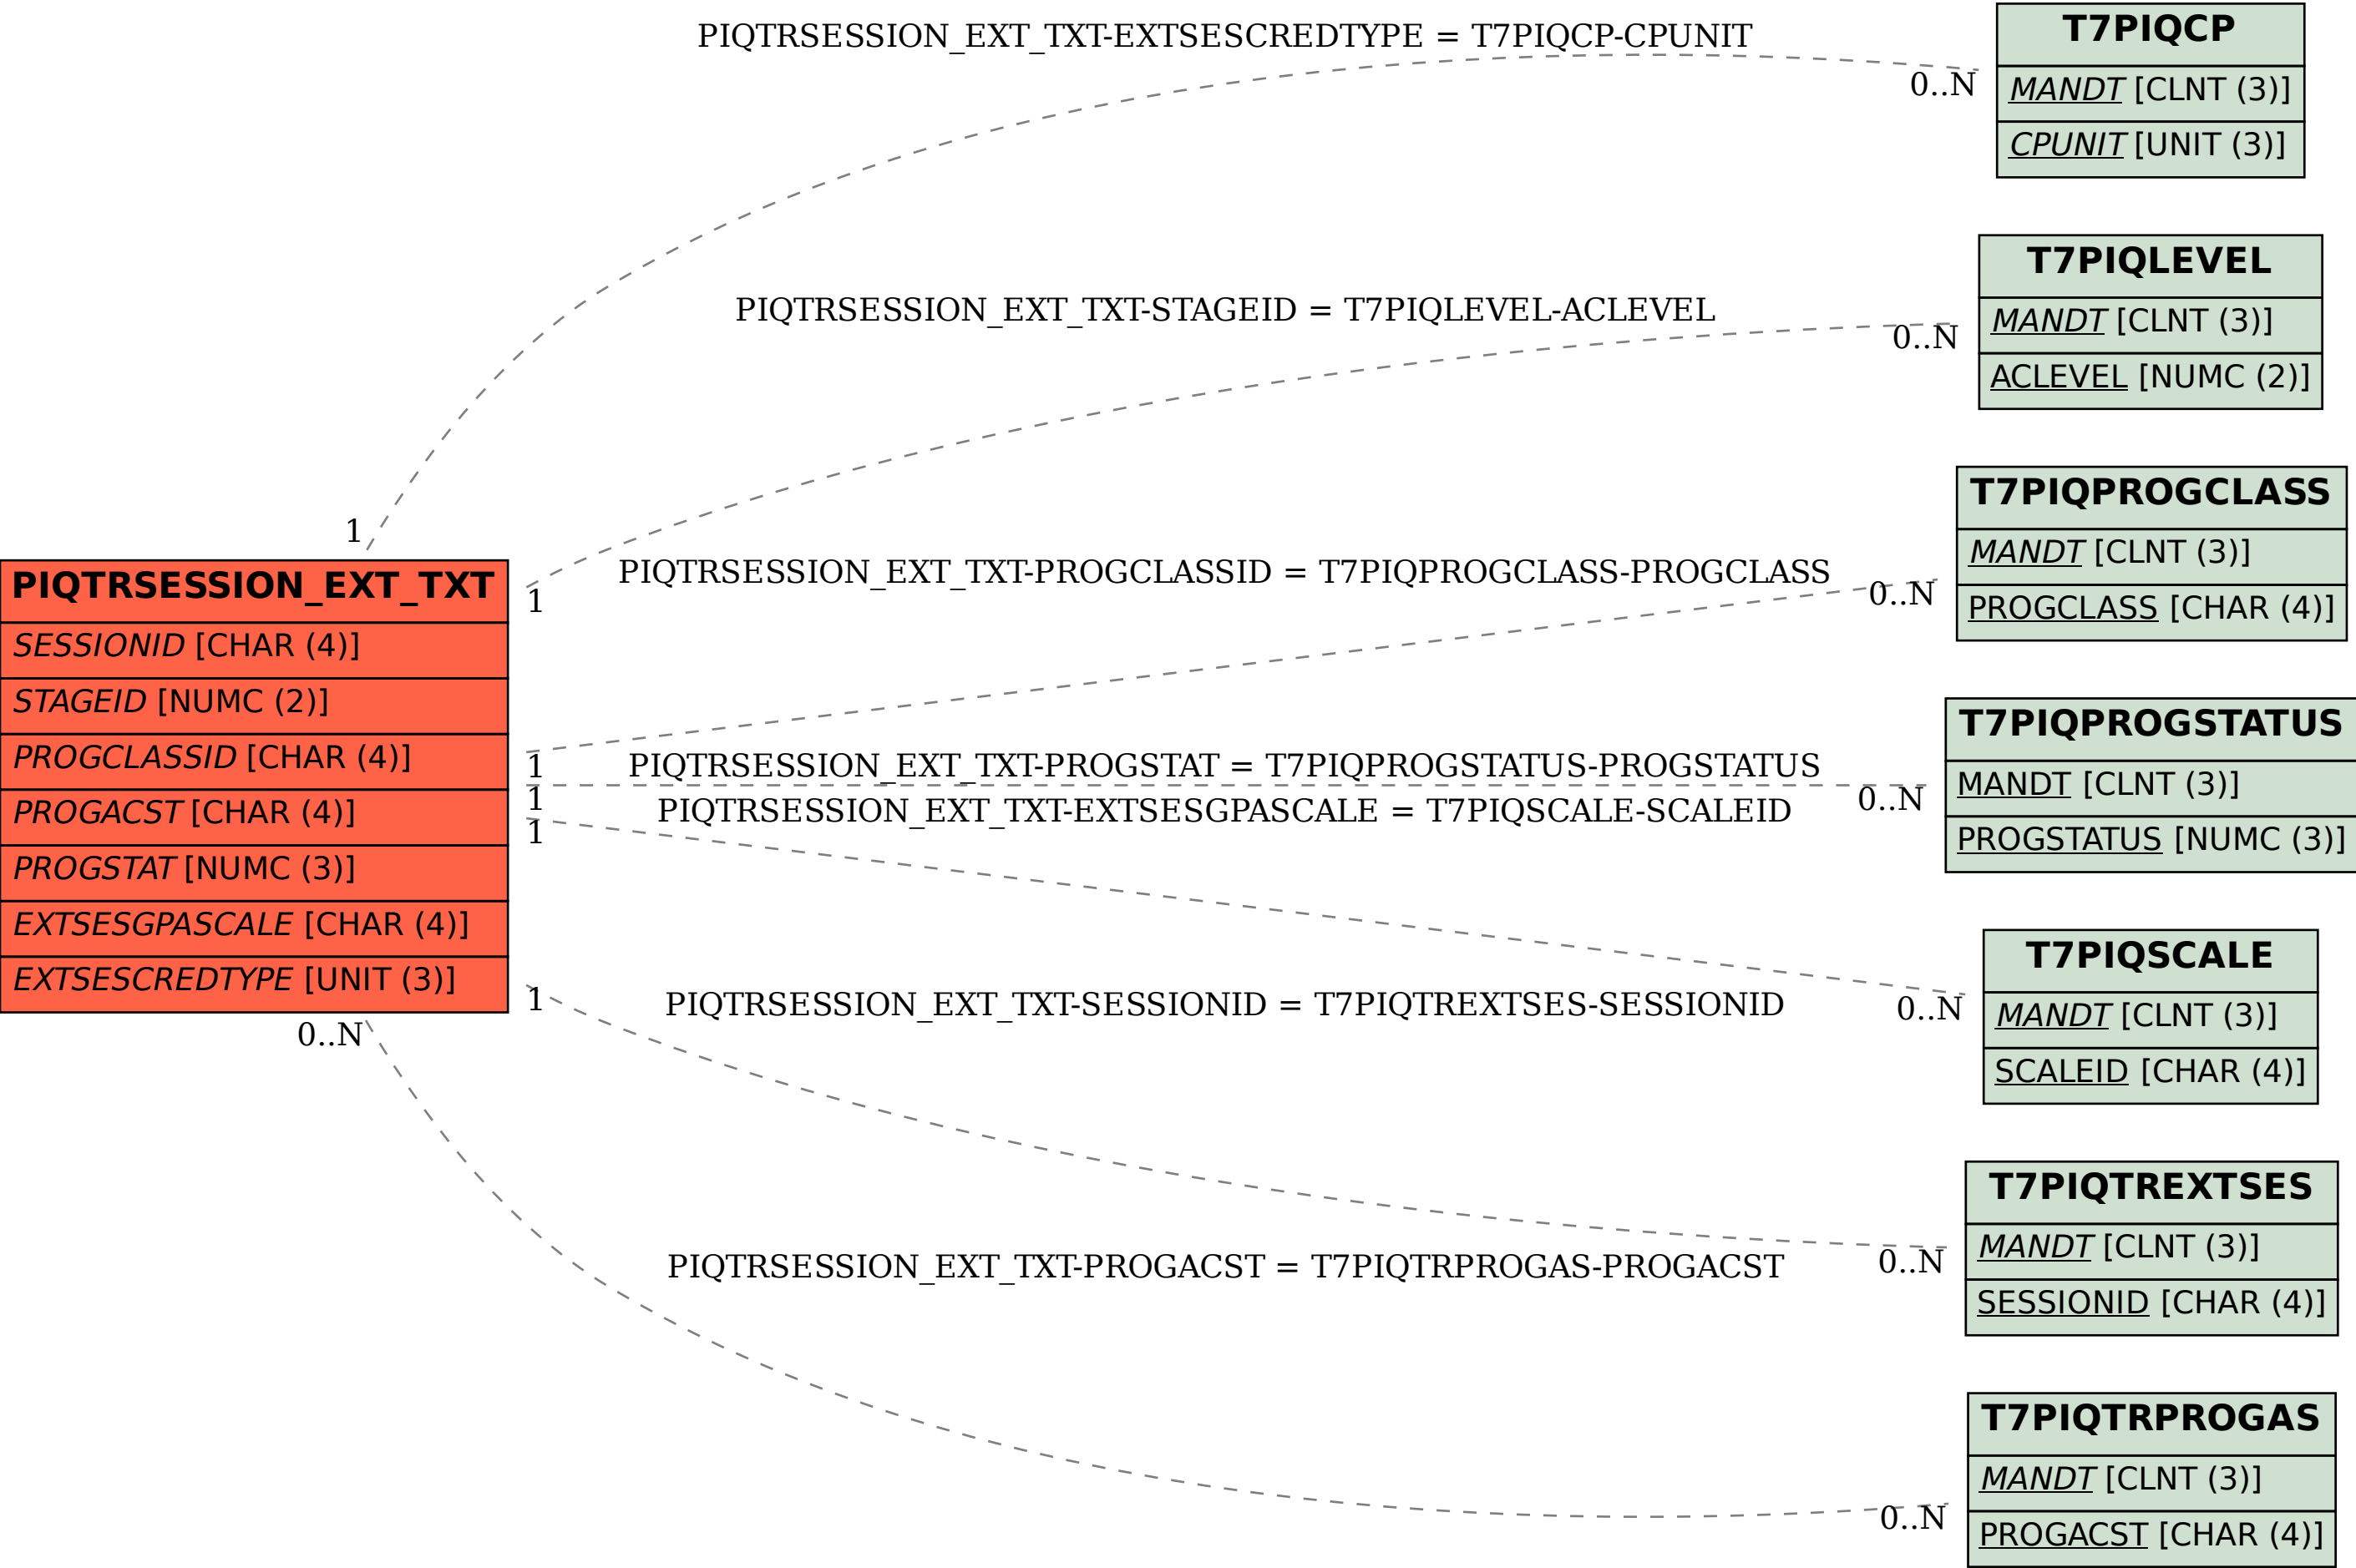 PIQTRSESSION_EXT_TXT-EXTSESCREDTYPE = T7PIQCP-CPUNIT
0..N
T7PIQCP
MANDT [CLNT (3)]
CPUNIT [UNIT (3)]
PIQTRSESSION_EXT_TXT-STAGEID = T7PIQLEVEL-ACLEVEL
0..N
T7PIQLEVEL
MANDT [CLNT (3)]
ACLEVEL [NUMC (2)]
1
1
PIQTRSESSION_EXT_TXT-PROGCLASSID = T7PIQPROGCLASS-PROGCLASS
0..N
T7PIQPROGCLASS
MANDT [CLNT (3)]
PROGCLASS [CHAR (4)]
PIQTRSESSION_EXT_TXT
SESSIONID [CHAR (4)]
STAGEID [NUMC (2)]
PROGCLASSID [CHAR (4)]
PROGACST [CHAR (4)]
PROGSTAT [NUMC (3)]
EXTSESGPASCALE [CHAR (4)]
EXTSESCREDTYPE [UNIT (3)]
1
PIQTRSESSION_EXT_TXT-PROGSTAT = T7PIQPROGSTATUS-PROGSTATUS
1
0..N
T7PIQPROGSTATUS
MANDT [CLNT (3)]
PROGSTATUS [NUMC (3)]
PIQTRSESSION_EXT_TXT-EXTSESGPASCALE = T7PIQSCALE-SCALEID
1
0..N
T7PIQSCALE
MANDT [CLNT (3)]
SCALEID [CHAR (4)]
1
PIQTRSESSION_EXT_TXT-SESSIONID = T7PIQTREXTSES-SESSIONID
0..N
T7PIQTREXTSES
MANDT [CLNT (3)]
SESSIONID [CHAR (4)]
0..N
PIQTRSESSION_EXT_TXT-PROGACST = T7PIQTRPROGAS-PROGACST
0..N
T7PIQTRPROGAS
MANDT [CLNT (3)]
PROGACST [CHAR (4)]